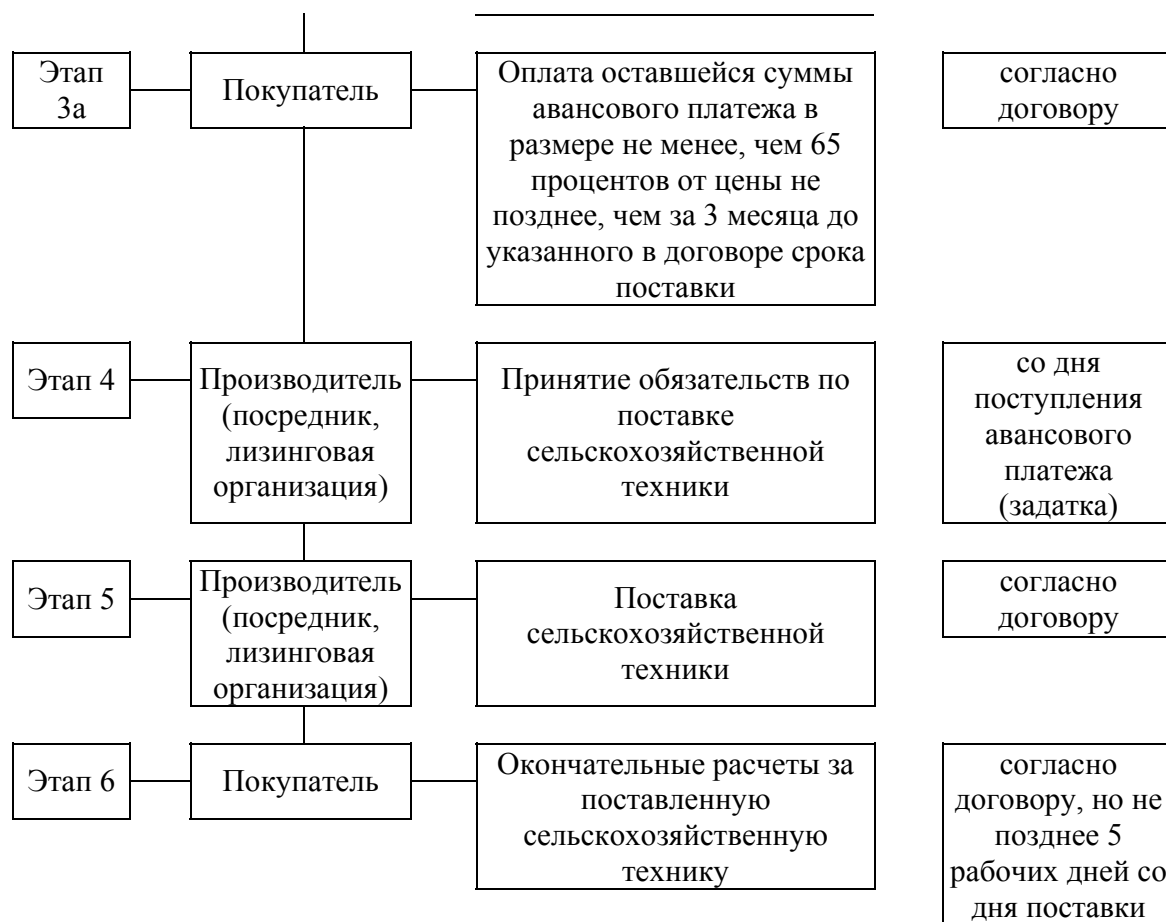 Этап
3а
Покупатель
Оплата оставшейся суммы
авансового платежа в
размере не менее, чем 65
процентов от цены не
позднее, чем за 3 месяца до
указанного в договоре срока
поставки
согласно
договору
Этап 4
Производитель
(посредник,
лизинговая
организация)
Принятие обязательств по
поставке
сельскохозяйственной
техники
со дня
поступления
авансового
платежа
(задатка)
Этап 5
Производитель
(посредник,
лизинговая
организация)
Поставка
сельскохозяйственной
техники
согласно
договору
Этап 6
Покупатель
Окончательные расчеты за
поставленную
сельскохозяйственную
технику
согласно
договору, но не
позднее 5
рабочих дней со
дня поставки